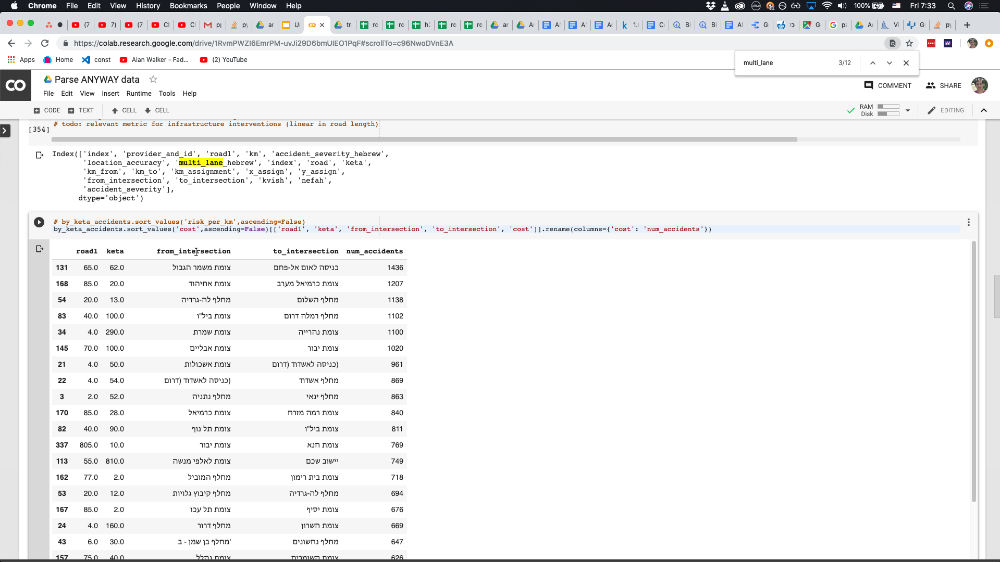 Chrome File Edit View History Bookmarks People Window Help 100% Fri 7:33
https://colab.research.google.com/drive/1RvmPWZI6EmrPM-uvJi29D6bmUIEO1PqF#scrollTo=c96NwoDVnE3A
Apps Home const Alan Walker - Fad... (2) YouTube
multi_lane 3/12
CO Parse ANYWAY data
COMMENT SHARE
File Edit View Insert Runtime Tools Help
CODE TEXT CELL CELL RAM Disk EDITING
# todo: relevant metric for infrastructure interventions (linear in road length)
[354]
Index(['index', 'provider_and_id', 'road1', 'km', 'accident_severity_hebrew',
'location_accuracy', 'multi_lane_hebrew', 'index', 'road', 'keta',
'km_from', 'km_to', 'km_assignment', 'x_assign', 'y_assign',
'from_intersection', 'to_intersection', 'kvish', 'nefah',
'accident_severity'],
dtype='object')
# by_keta_accidents.sort_values('risk_per_km',ascending=False)
by_keta_accidents.sort_values('cost',ascending=False)[['road1', 'keta', 'from_intersection', 'to_intersection', 'cost']].rename(columns={'cost': 'num_accidents'})
road1 keta from_intersection to_intersection num_accidents
131 65.0 62.0 צומת משמר הגבול כניסה לאום אל-פחם 1436
168 85.0 20.0 צומת אחיהוד צומת כרמיאל מערב 1207
54 20.0 13.0 מחלף לה-גרדיה מחלף השלום 1138
83 40.0 100.0 צומת ביל"ו מחלף רמלה דרום 1102
34 4.0 290.0 צומת שמרת צומת נהרייה 1100
145 70.0 100.0 צומת אבליים צומת יבור 1020
21 4.0 50.0 צומת אשכולות כניסה לאשדוד (דרום) 961
22 4.0 54.0 כניסה לאשדוד (דרום) מחלף אשדוד 869
3 2.0 52.0 מחלף נתניה מחלף ינאי 863
170 85.0 28.0 צומת כרמיאל צומת רמה מזרח 840
82 40.0 90.0 צומת תל נוף צומת ביל"ו 811
337 805.0 10.0 צומת יבור צומת חנא 769
113 55.0 810.0 צומת לאלפי מנשה יישוב שכם 749
162 77.0 2.0 מחלף המוביל צומת בית רימון 718
53 20.0 12.0 מחלף קיבוץ גלויות מחלף לה-גרדיה 694
167 85.0 2.0 צומת תל עכו צומת יסיף 676
24 4.0 160.0 מחלף דרור צומת השרון 669
43 6.0 30.0 מחלף בן שמן - ב' מחלף נחשונים 647
157 75.0 40.0 צומת נהלל צומת השומרים 626